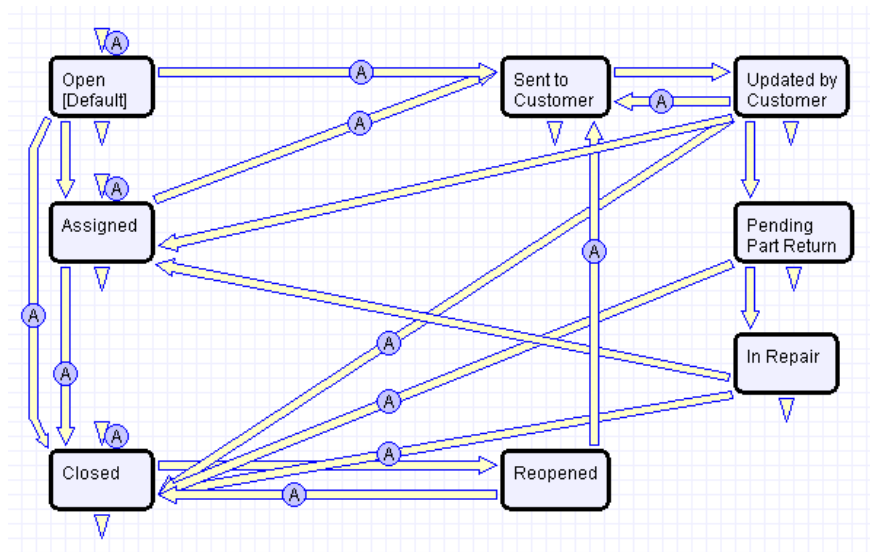 A
Open
[Default]
A
Sent to
Customer
A
Updated by
Customer
A
A
Assigned
Pending
Part Return
A
A
A
In Repair
A
A
A
A
Closed
A
Reopened
A